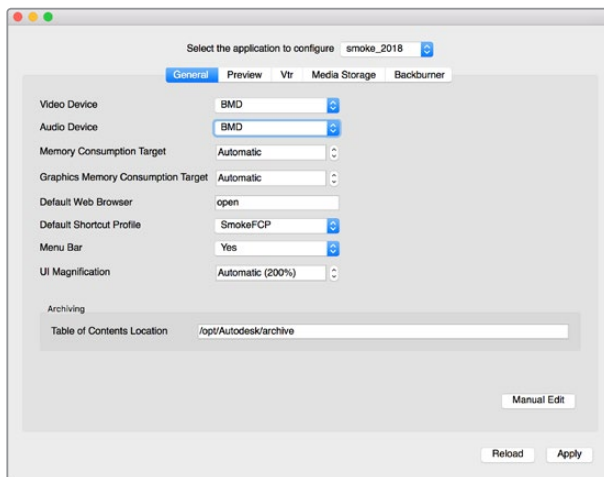 Select the application to configure smoke_2018
General Preview Vtr Media Storage Backburner
Video Device BMD
Audio Device BMD
Memory Consumption Target Automatic
Graphics Memory Consumption Target Automatic
Default Web Browser open
Default Shortcut Profile SmokeFCP
Menu Bar Yes
UI Magnification Automatic (200%)
Archiving
Table of Contents Location /opt/Autodesk/archive
Manual Edit
Reload Apply